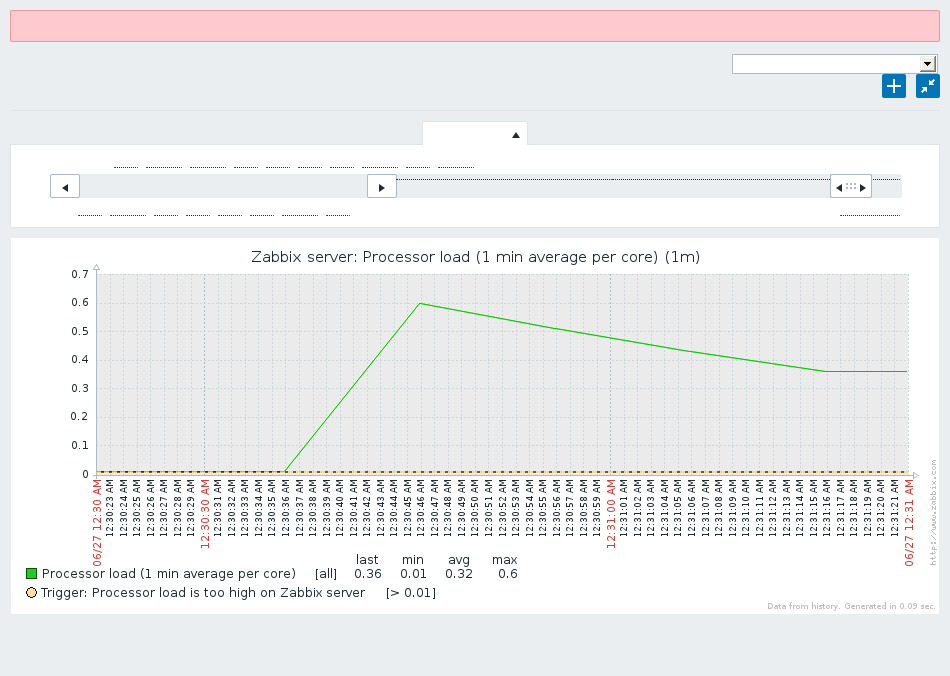 Zabbix server: Processor load (1 min average per core) (1m)
0.7
0.6
0.5
0.4
0.3
0.2
0.1
0
06/27 12:30 AM
12:30:23 AM
12:30:24 AM
12:30:25 AM
12:30:26 AM
12:30:27 AM
12:30:28 AM
12:30:29 AM
12:30:30 AM
12:30:31 AM
12:30:32 AM
12:30:33 AM
12:30:34 AM
12:30:35 AM
12:30:36 AM
12:30:37 AM
12:30:38 AM
12:30:39 AM
12:30:40 AM
12:30:41 AM
12:30:42 AM
12:30:43 AM
12:30:44 AM
12:30:45 AM
12:30:46 AM
12:30:47 AM
12:30:48 AM
12:30:49 AM
12:30:50 AM
12:30:51 AM
12:30:52 AM
12:30:53 AM
12:30:54 AM
12:30:55 AM
12:30:56 AM
12:30:57 AM
12:30:58 AM
12:30:59 AM
12:31:00 AM
12:31:01 AM
12:31:02 AM
12:31:03 AM
12:31:04 AM
12:31:05 AM
12:31:06 AM
12:31:07 AM
12:31:08 AM
12:31:09 AM
12:31:10 AM
12:31:11 AM
12:31:12 AM
12:31:13 AM
12:31:14 AM
12:31:15 AM
12:31:16 AM
12:31:17 AM
12:31:18 AM
12:31:19 AM
12:31:20 AM
12:31:21 AM
06/27 12:31 AM
http://www.zabbix.com
last min avg max
Processor load (1 min average per core) [all] 0.36 0.01 0.32 0.6
Trigger: Processor load is too high on Zabbix server [> 0.01]
Data from history. Generated in 0.09 sec.